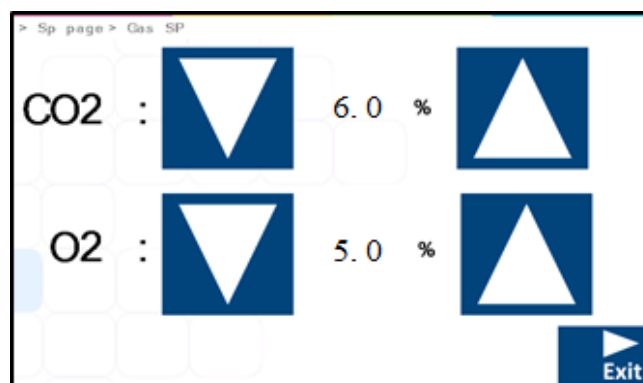 > Sp page > Gas SP
CO2 : 6.0 %
O2 : 5.0 %
Exit